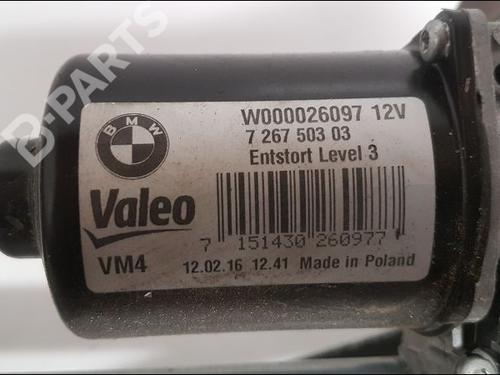 B-PARTS
BMW
W000026097 12V
7 267 503 03
Entstort Level 3
Valeo
7 151430 260977
VM4
12.02.16 12.41 Made in Poland